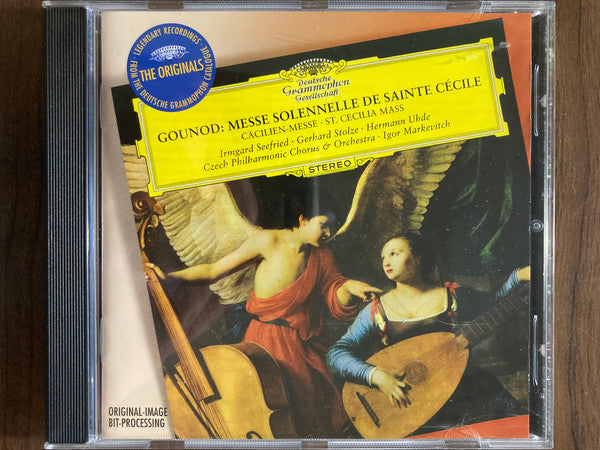 LEGENDARY RECORDINGS
THE ORIGINALS
FROM THE DEUTSCHE GRAMMOPHON CATALOGUE
Deutsche
Grammophon
Gesellschaft
GOUNOD: MESSE SOLENNELLE DE SAINTE CÉCILE
CÄCILIEN-MESSE · ST. CECILIA MASS
Irmgard Seefried · Gerhard Stolze · Hermann Uhde
Czech Philharmonic Chorus & Orchestra · Igor Markevitch
STEREO
ORIGINAL-IMAGE
BIT-PROCESSING